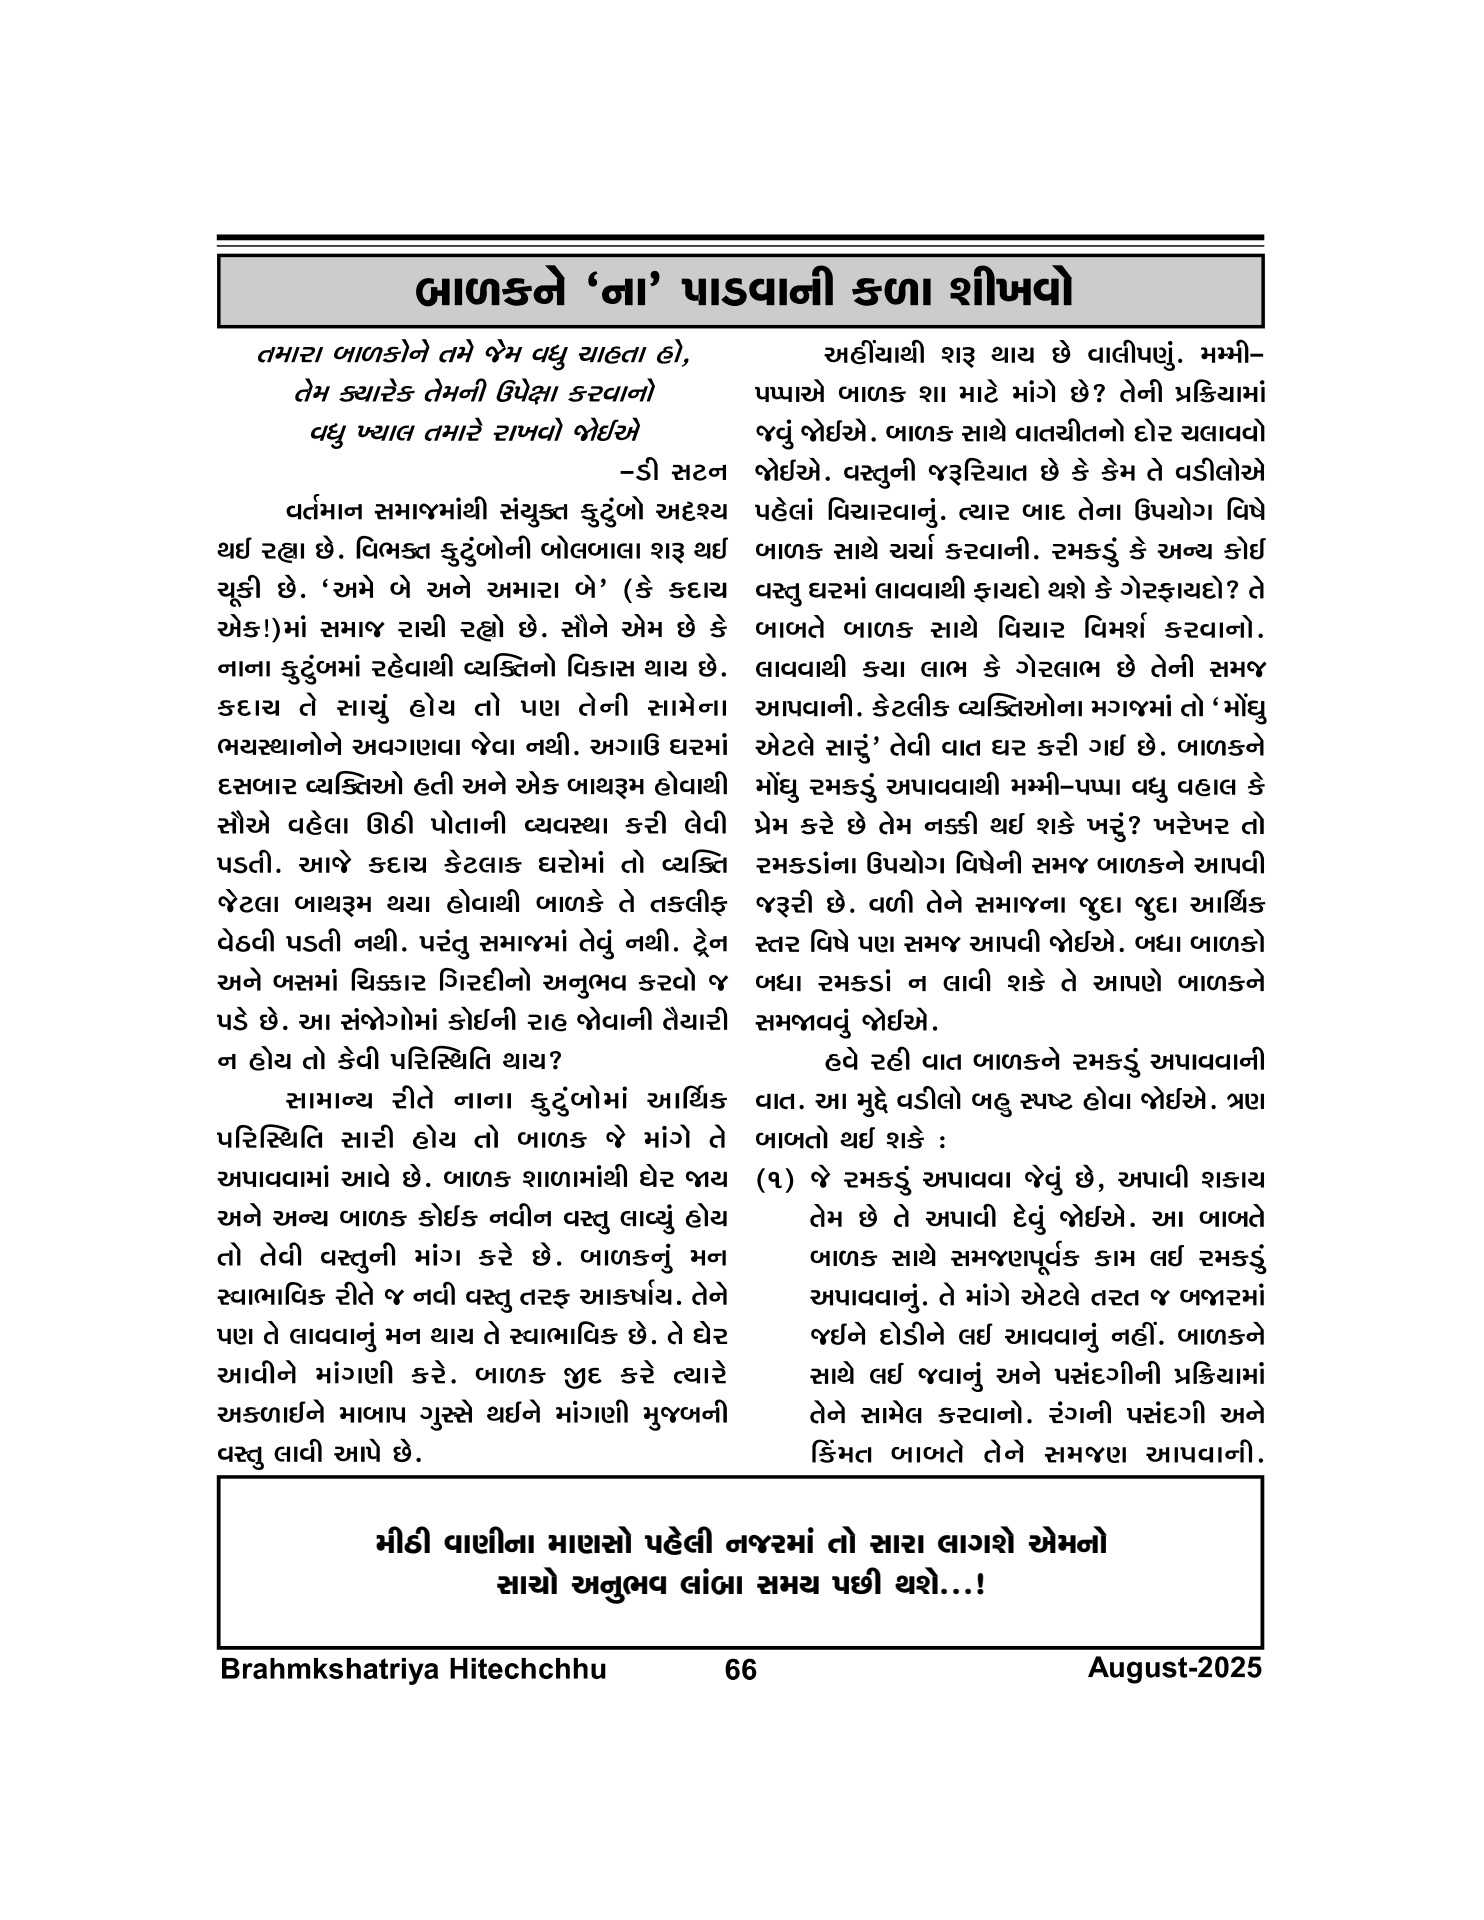 બાળકને ‘ના’ પાડવાની કળા શીખવો
તમારા બાળકોને તમે જેમ વધુ ચાહતા હો,
તેમ ક્યારેક તેમની ઉપેક્ષા કરવાનો
વધુ ખ્યાલ તમારે રાખવો જોઈએ
–ડી સટન
વર્તમાન સમાજમાંથી સંયુક્ત કુટુંબો અદૃશ્ય
થઈ રહ્યા છે. વિભક્ત કુટુંબોની બોલબાલા શરૂ થઈ
ચૂકી છે. ‘અમે બે અને અમારા બે’ (કે કદાચ
એક!)માં સમાજ રાચી રહ્યો છે. સૌને એમ છે કે
નાના કુટુંબમાં રહેવાથી વ્યક્તિનો વિકાસ થાય છે.
કદાચ તે સાચું હોય તો પણ તેની સામેના
ભયસ્થાનોને અવગણવા જેવા નથી. અગાઉ ઘરમાં
દસબાર વ્યક્તિઓ હતી અને એક બાથરૂમ હોવાથી
સૌએ વહેલા ઊઠી પોતાની વ્યવસ્થા કરી લેવી
પડતી. આજે કદાચ કેટલાક ઘરોમાં તો વ્યક્તિ
જેટલા બાથરૂમ થયા હોવાથી બાળકે તે તકલીફ
વેઠવી પડતી નથી. પરંતુ સમાજમાં તેવું નથી. ટ્રેન
અને બસમાં ચિક્કાર ગિરદીનો અનુભવ કરવો જ
પડે છે. આ સંજોગોમાં કોઈની રાહ જોવાની તૈયારી
ન હોય તો કેવી પરિસ્થિતિ થાય?
સામાન્ય રીતે નાના કુટુંબોમાં આર્થિક
પરિસ્થિતિ સારી હોય તો બાળક જે માંગે તે
અપાવવામાં આવે છે. બાળક શાળામાંથી ઘેર જાય
અને અન્ય બાળક કોઈક નવીન વસ્તુ લાવ્યું હોય
તો તેવી વસ્તુની માંગ કરે છે. બાળકનું મન
સ્વાભાવિક રીતે જ નવી વસ્તુ તરફ આકર્ષાય. તેને
પણ તે લાવવાનું મન થાય તે સ્વાભાવિક છે. તે ઘેર
આવીને માંગણી કરે. બાળક જીદ કરે ત્યારે
અકળાઈને માબાપ ગુસ્સે થઈને માંગણી મુજબની
વસ્તુ લાવી આપે છે.
અહીંયાથી શરૂ થાય છે વાલીપણું. મમ્મી–
પપ્પાએ બાળક શા માટે માંગે છે? તેની પ્રક્રિયામાં
જવું જોઈએ. બાળક સાથે વાતચીતનો દોર ચલાવવો
જોઈએ. વસ્તુની જરૂરિયાત છે કે કેમ તે વડીલોએ
પહેલાં વિચારવાનું. ત્યાર બાદ તેના ઉપયોગ વિષે
બાળક સાથે ચર્ચા કરવાની. રમકડું કે અન્ય કોઈ
વસ્તુ ઘરમાં લાવવાથી ફાયદો થશે કે ગેરફાયદો? તે
બાબતે બાળક સાથે વિચાર વિમર્શ કરવાનો.
લાવવાથી કયા લાભ કે ગેરલાભ છે તેની સમજ
આપવાની. કેટલીક વ્યક્તિઓના મગજમાં તો ‘મોંઘુ
એટલે સારું’ તેવી વાત ઘર કરી ગઈ છે. બાળકને
મોંઘુ રમકડું અપાવવાથી મમ્મી–પપ્પા વધુ વહાલ કે
પ્રેમ કરે છે તેમ નક્કી થઈ શકે ખરું? ખરેખર તો
રમકડાંના ઉપયોગ વિષેની સમજ બાળકને આપવી
જરૂરી છે. વળી તેને સમાજના જુદા જુદા આર્થિક
સ્તર વિષે પણ સમજ આપવી જોઈએ. બધા બાળકો
બધા રમકડાં ન લાવી શકે તે આપણે બાળકને
સમજાવવું જોઈએ.
હવે રહી વાત બાળકને રમકડું અપાવવાની
વાત. આ મુદ્દે વડીલો બહુ સ્પષ્ટ હોવા જોઈએ. ત્રણ
બાબતો થઈ શકે :
(૧) જે રમકડું અપાવવા જેવું છે, અપાવી શકાય
તેમ છે તે અપાવી દેવું જોઈએ. આ બાબતે
બાળક સાથે સમજણપૂર્વક કામ લઈ રમકડું
અપાવવાનું. તે માંગે એટલે તરત જ બજારમાં
જઈને દોડીને લઈ આવવાનું નહીં. બાળકને
સાથે લઈ જવાનું અને પસંદગીની પ્રક્રિયામાં
તેને સામેલ કરવાનો. રંગની પસંદગી અને
કિંમત બાબતે તેને સમજણ આપવાની.
મીઠી વાણીના માણસો પહેલી નજરમાં તો સારા લાગશે એમનો
સાચો અનુભવ લાંબા સમય પછી થશે...!
Brahmkshatriya Hitechchhu 66 August-2025